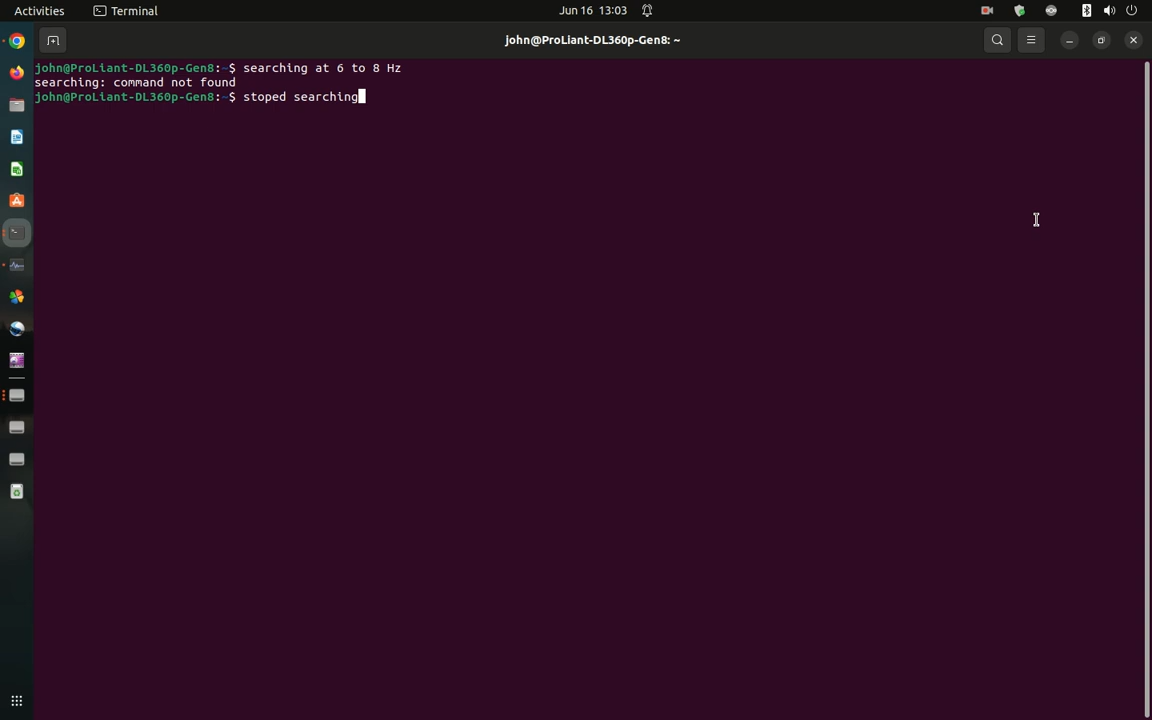 Activities Terminal Jun 16 13:03
john@ProLiant-DL360p-Gen8: ~
john@ProLiant-DL360p-Gen8:~$ searching at 6 to 8 Hz
searching: command not found
john@ProLiant-DL360p-Gen8:~$ stoped searching